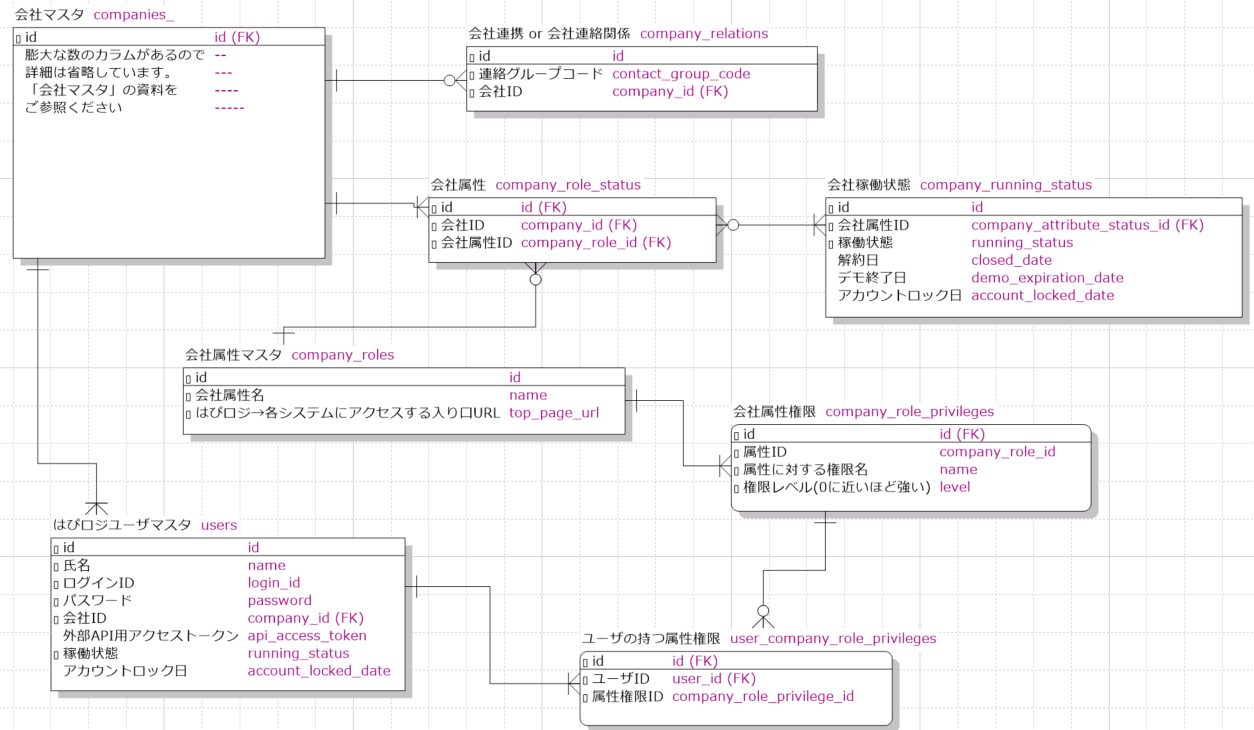 会社マスタ companies_
id id (FK)
膨大な数のカラムがあるので --
詳細は省略しています。 ---
「会社マスタ」の資料を ----
ご参照ください -----
会社連携 or 会社連絡関係 company_relations
id id
連絡グループコード contact_group_code
会社ID company_id (FK)
会社属性 company_role_status
id id (FK)
会社ID company_id (FK)
会社属性ID company_role_id (FK)
会社稼働状態 company_running_status
id id
会社属性ID company_attribute_status_id (FK)
稼働状態 running_status
解約日 closed_date
デモ終了日 demo_expiration_date
アカウントロック日 account_locked_date
会社属性マスタ company_roles
id id
会社属性名 name
はぴロジ→各システムにアクセスする入り口URL top_page_url
会社属性権限 company_role_privileges
id id (FK)
属性ID company_role_id
属性に対する権限名 name
権限レベル(0に近いほど強い) level
はぴロジユーザマスタ users
id id
氏名 name
ログインID login_id
パスワード password
会社ID company_id (FK)
外部API用アクセストークン api_access_token
稼働状態 running_status
アカウントロック日 account_locked_date
ユーザの持つ属性権限 user_company_role_privileges
id id (FK)
ユーザID user_id (FK)
属性権限ID company_role_privilege_id